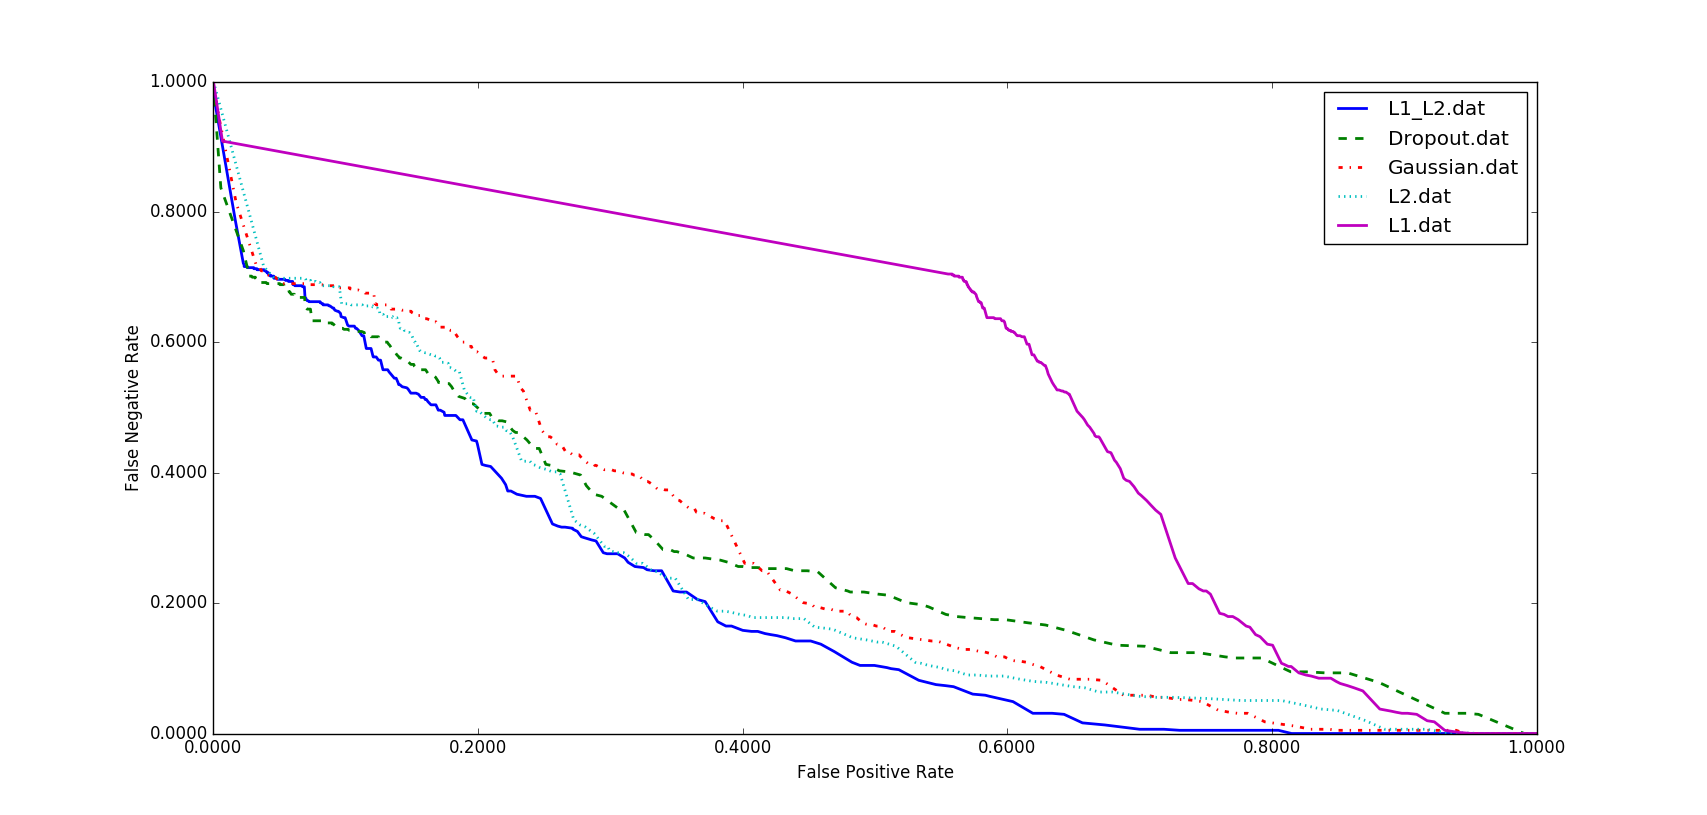 1.0000
0.8000
0.6000
0.4000
0.2000
0.0000
False Negative Rate
L1_L2.dat
Dropout.dat
Gaussian.dat
L2.dat
L1.dat
0.0000 0.2000 0.4000 0.6000 0.8000 1.0000
False Positive Rate